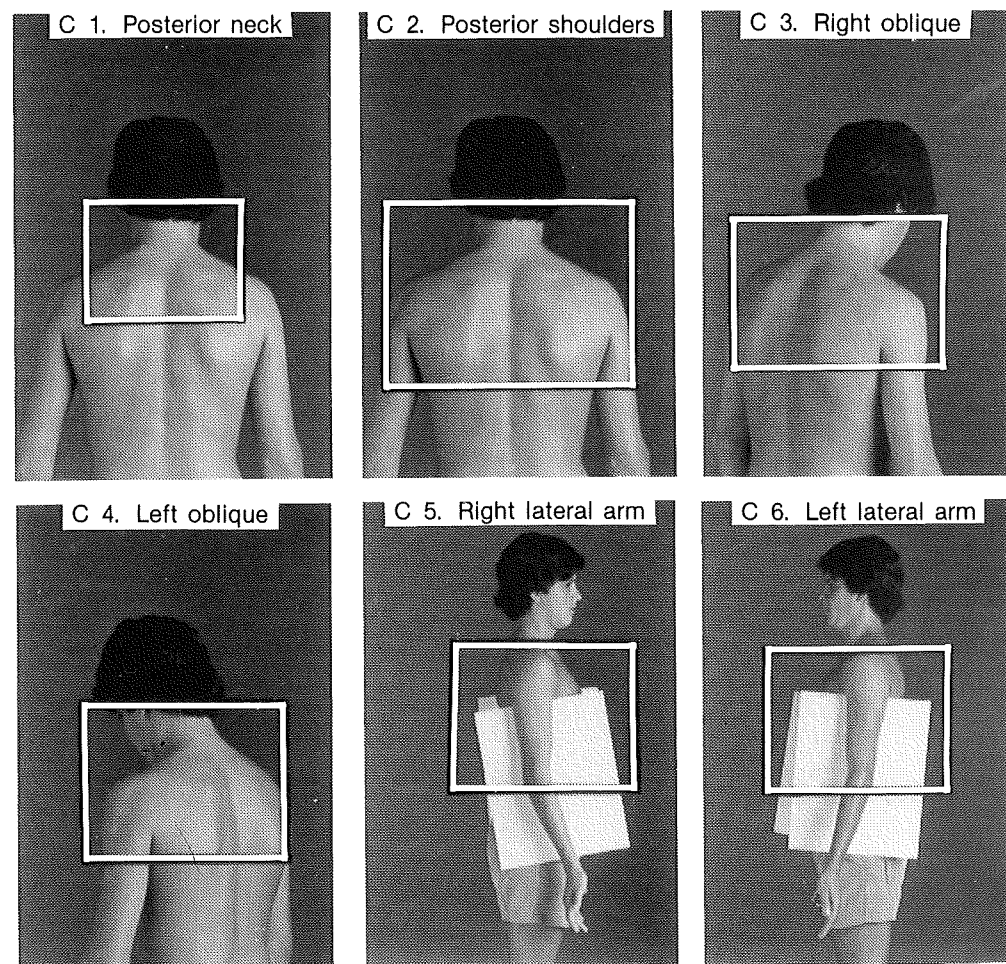 C 1. Posterior neck
C 2. Posterior shoulders
C 3. Right oblique
C 4. Left oblique
C 5. Right lateral arm
C 6. Left lateral arm